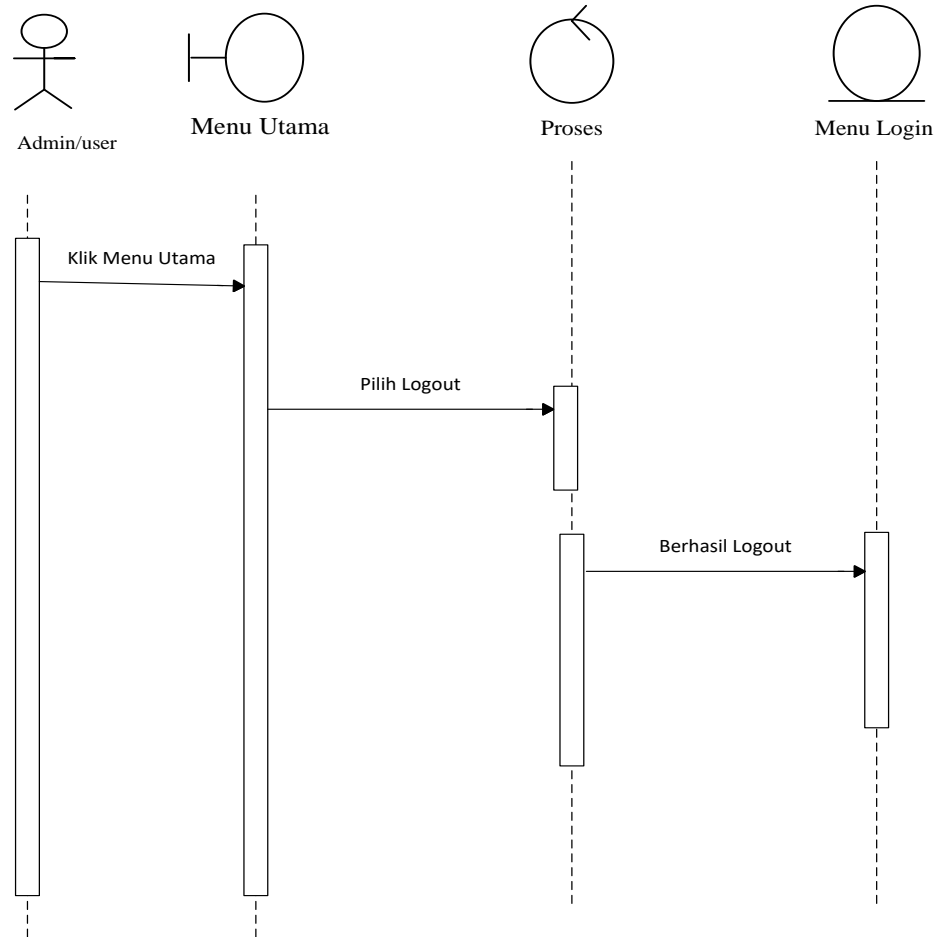 Admin/user
Menu Utama
Proses
Menu Login
Klik Menu Utama
Pilih Logout
Berhasil Logout